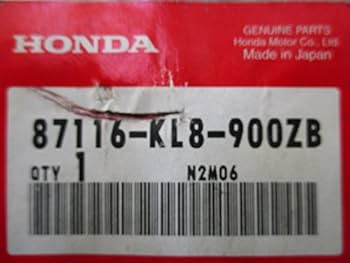 HONDA
GENUINE PARTS
Honda Motor Co., Ltd.
Made in Japan
87116-KL8-900ZB
QTY 1 N2M06